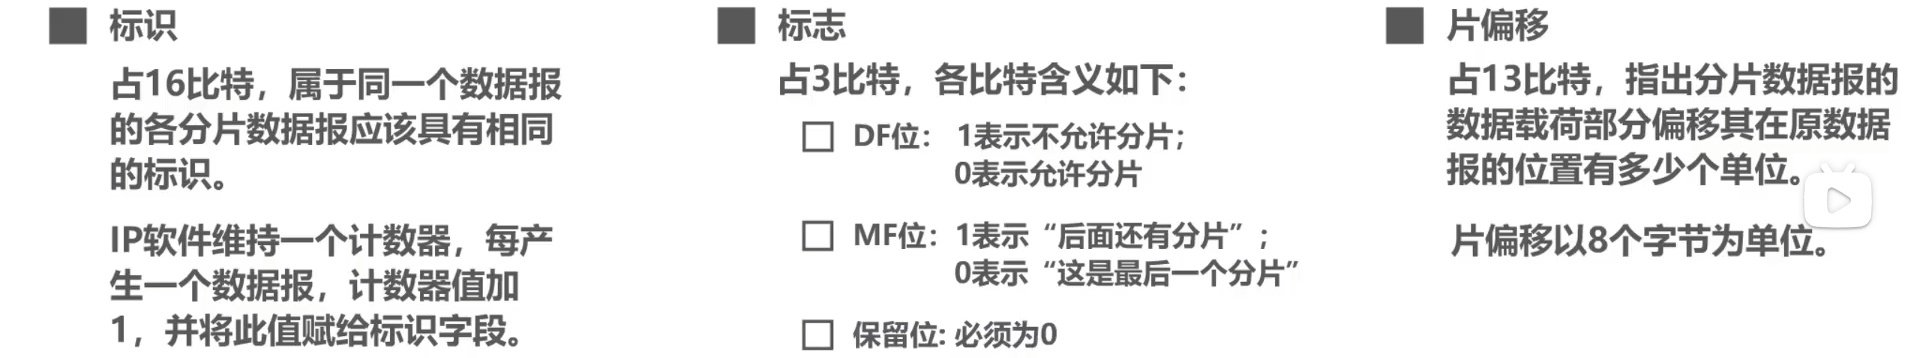 标识
占16比特，属于同一个数据报
的各分片数据报应该具有相同
的标识。
IP软件维持一个计数器，每产
生一个数据报，计数器值加
1，并将此值赋给标识字段。
标志
占3比特，各比特含义如下：
DF位： 1表示不允许分片；
0表示允许分片
MF位：1表示“后面还有分片”；
0表示“这是最后一个分片”
保留位: 必须为0
片偏移
占13比特，指出分片数据报的
数据载荷部分偏移其在原数据
报的位置有多少个单位。
片偏移以8个字节为单位。